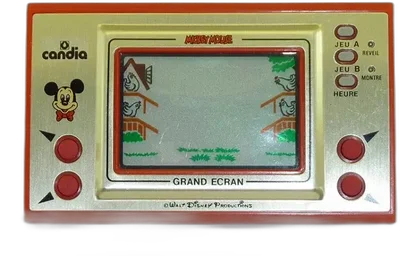 candia
MICKEY MOUSE
JEU A
REVEIL
JEU B
MONTRE
HEURE
GRAND ECRAN
© WALT DISNEY PRODUCTIONS